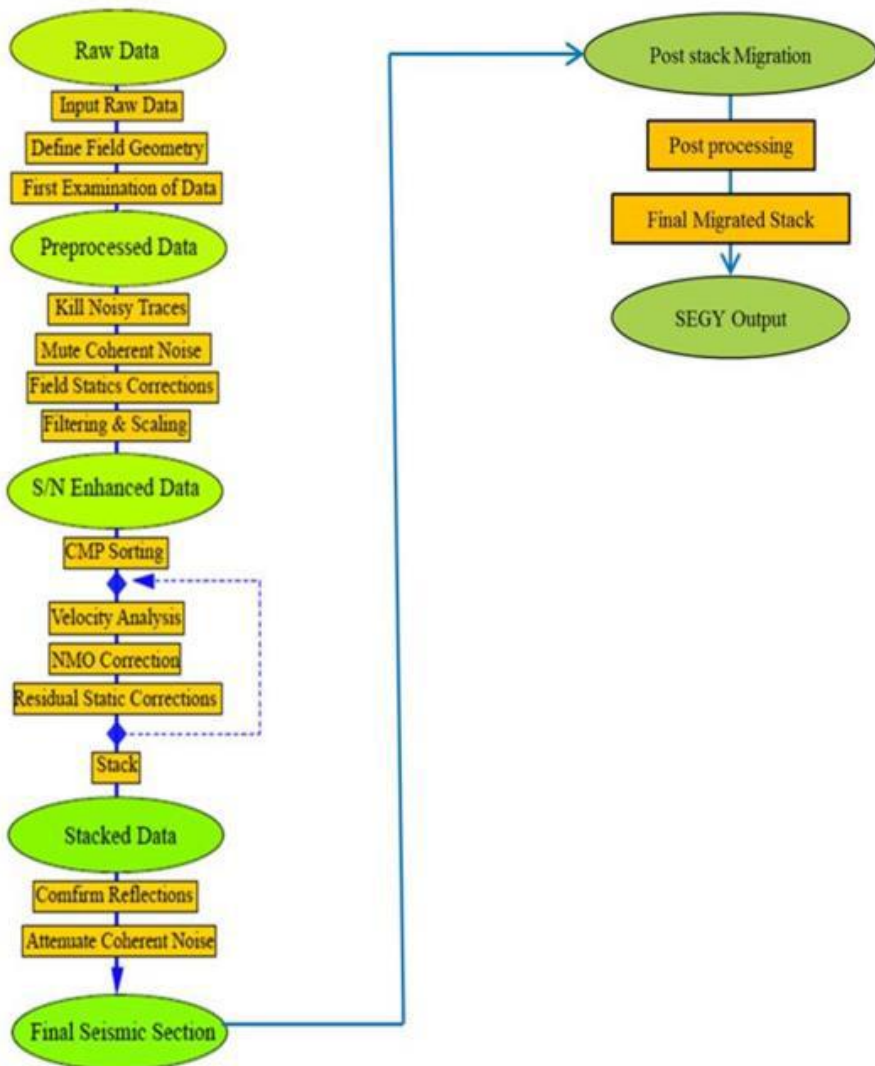 Raw Data
Input Raw Data
Define Field Geometry
First Examination of Data
Preprocessed Data
Kill Noisy Traces
Mute Coherent Noise
Field Statics Corrections
Filtering & Scaling
S/N Enhanced Data
CMP Sorting
Velocity Analysis
NMO Correction
Residual Static Corrections
Stack
Stacked Data
Comfirm Reflections
Attenuate Coherent Noise
Final Seismic Section
Post stack Migration
Post processing
Final Migrated Stack
SEGY Output